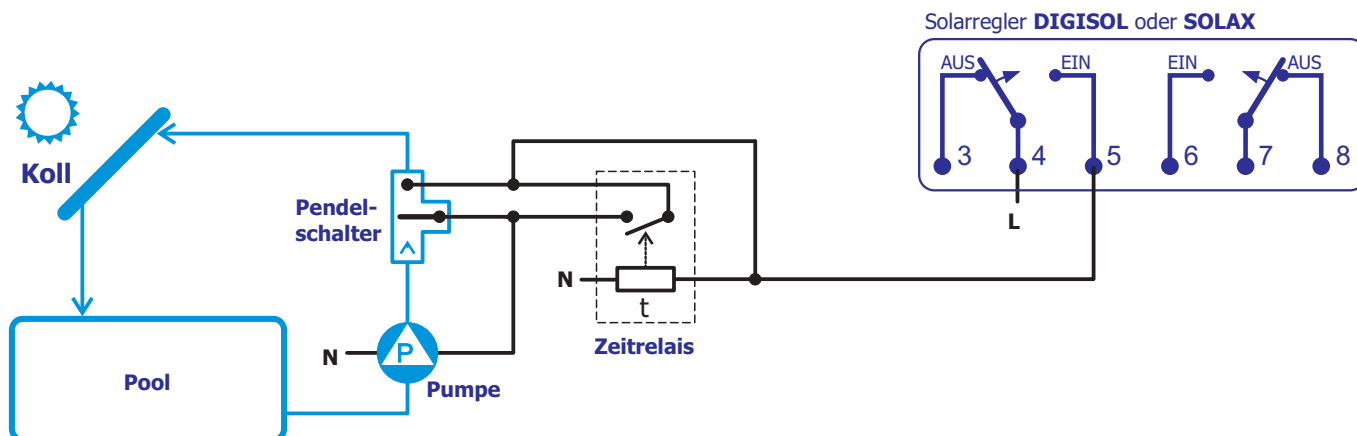 Solarregler DIGISOL oder SOLAX
AUS
EIN
EIN
AUS
3
4
5
6
7
8
L
Koll
Pendel-
schalter
N
t
Zeitrelais
N
P
Pumpe
Pool